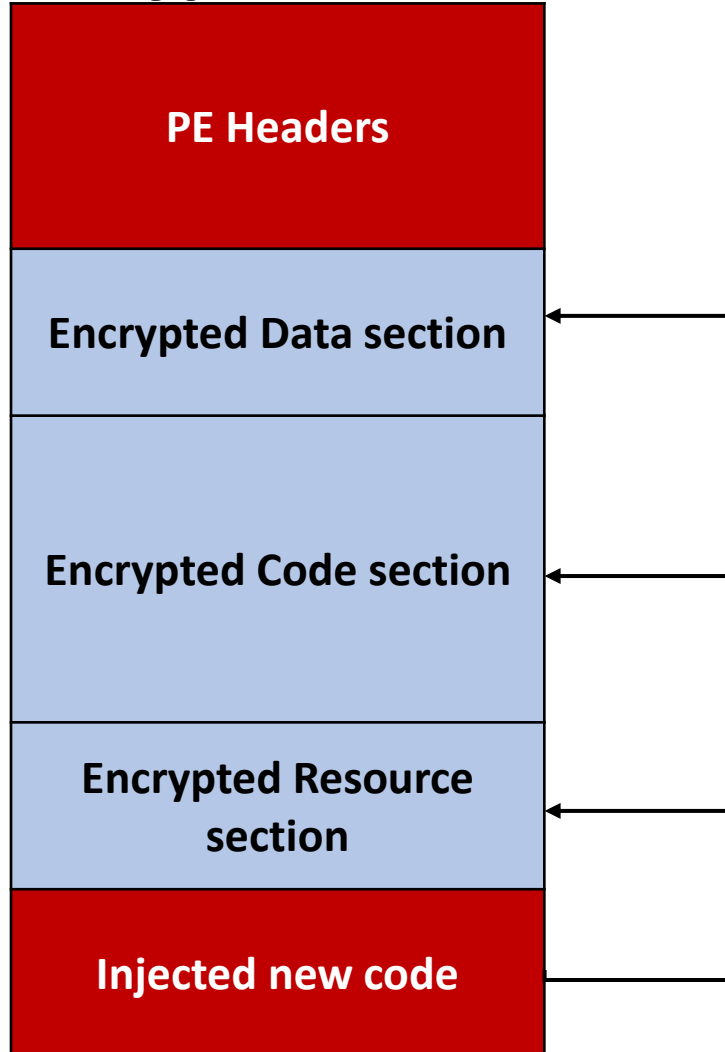 PE Headers
Encrypted Data section
Encrypted Code section
Encrypted Resource
section
Injected new code